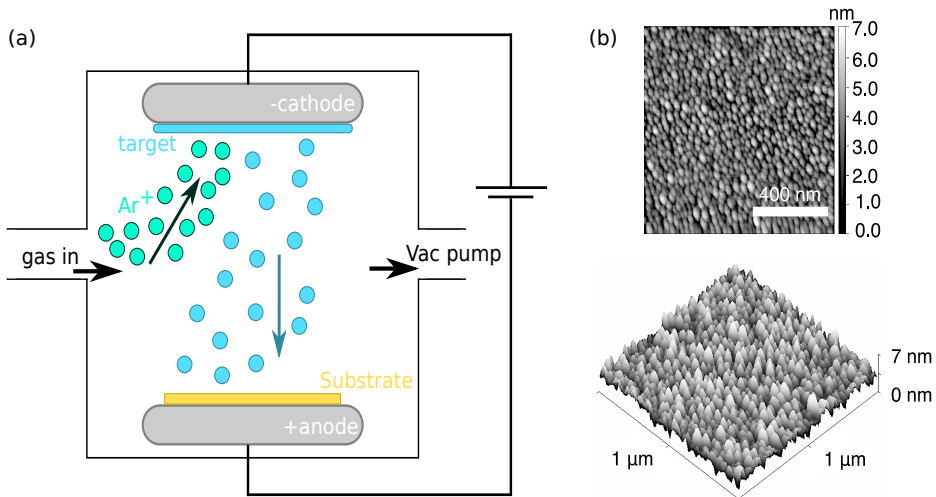 (a)
-cathode
target
Ar+
gas in
Vac pump
Substrate
+anode
(b)
nm
7.0
6.0
5.0
4.0
3.0
2.0
1.0
0.0
400 nm
7 nm
0 nm
1 µm
1 µm